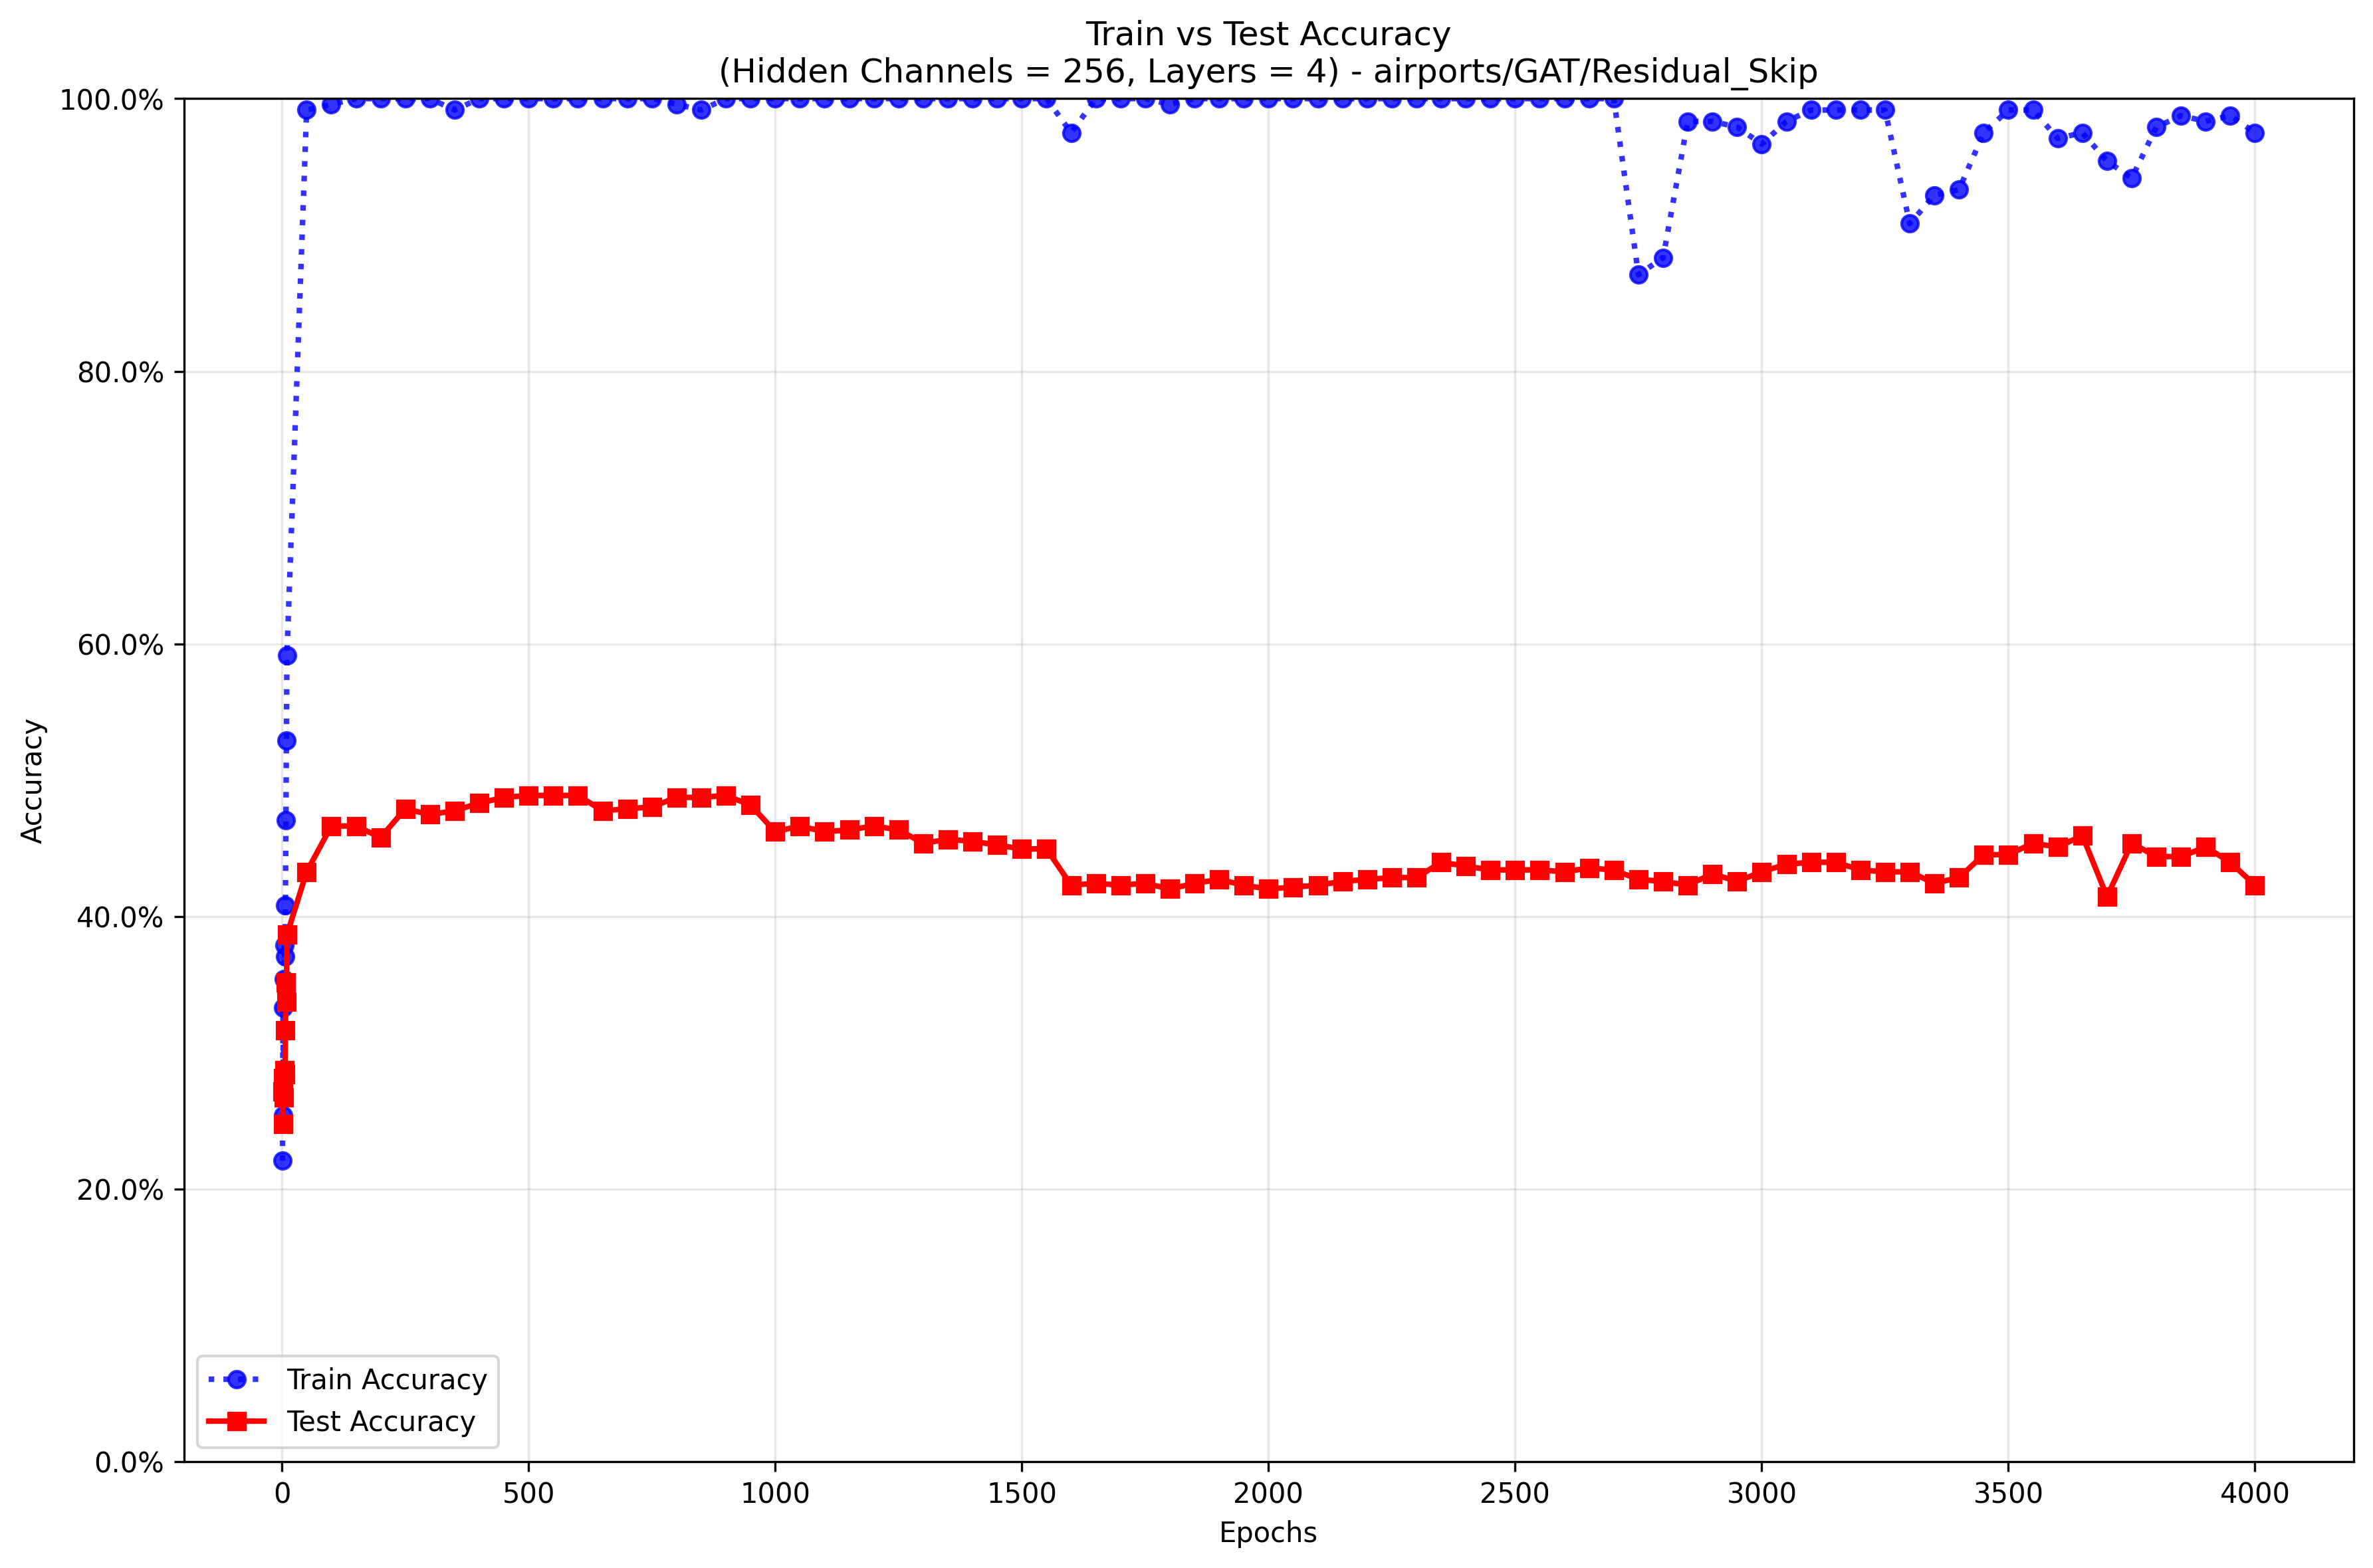 Train vs Test Accuracy
(Hidden Channels = 256, Layers = 4) - airports/GAT/Residual_Skip
100.0%
80.0%
60.0%
40.0%
20.0%
0.0%
Accuracy
Train Accuracy
Test Accuracy
0 500 1000 1500 2000 2500 3000 3500 4000
Epochs